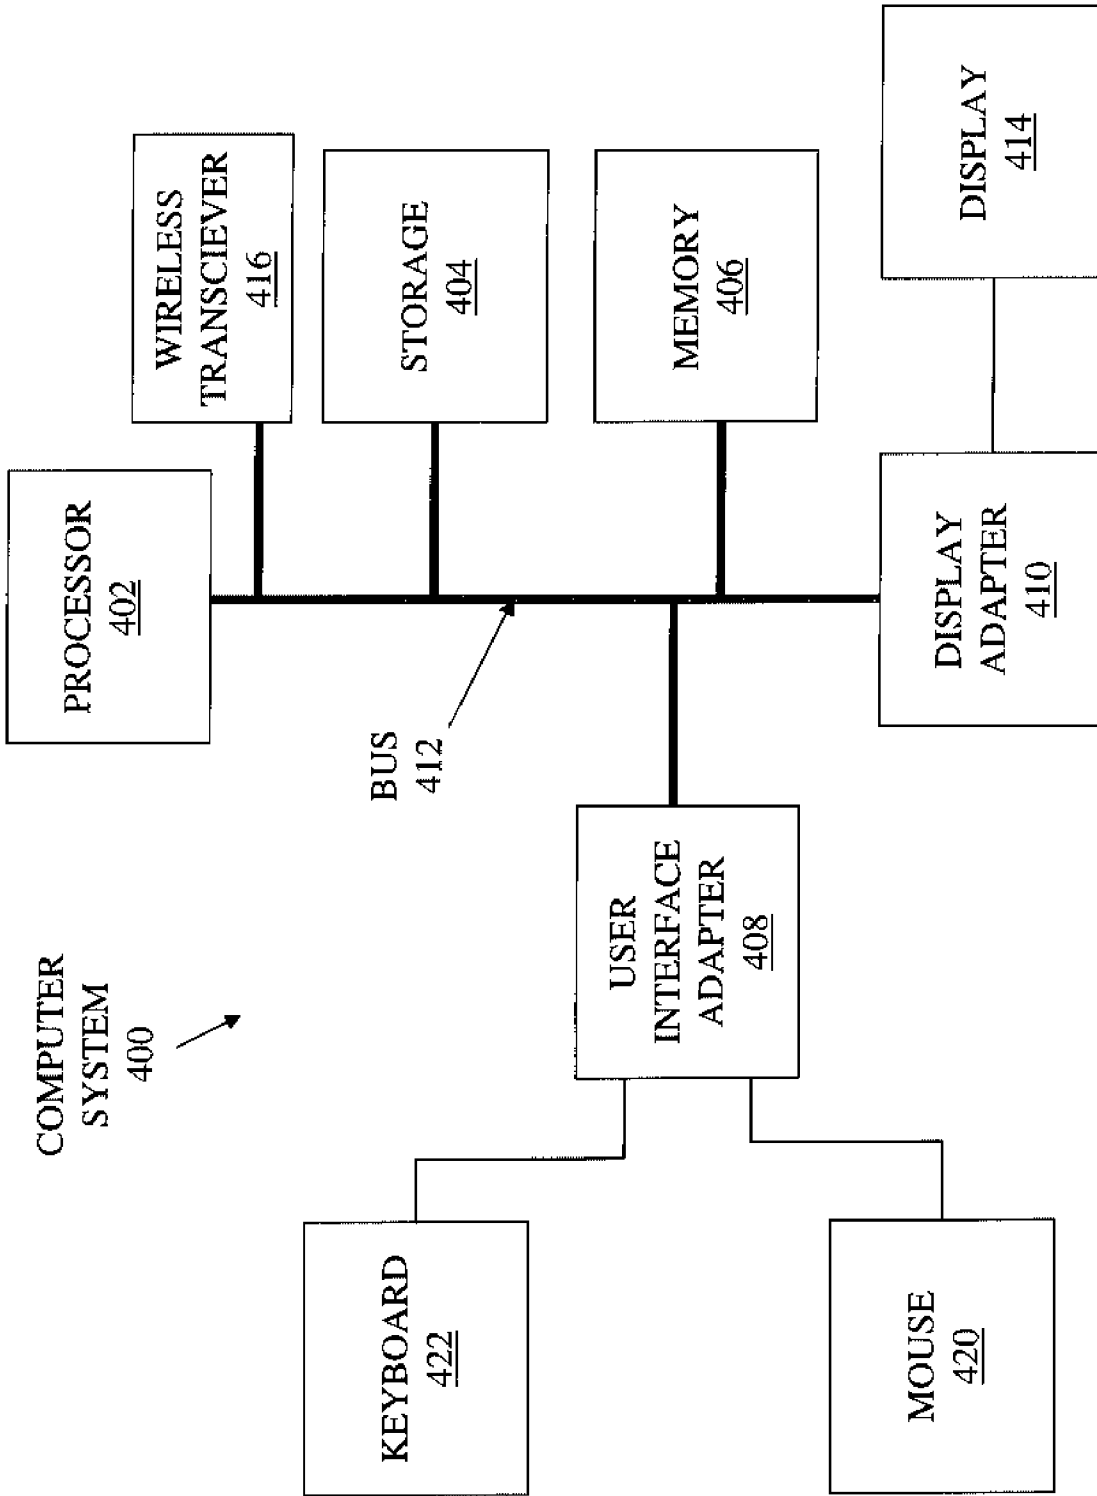 COMPUTER
SYSTEM
400
PROCESSOR
402
WIRELESS
TRANSCIEVER
416
KEYBOARD
422
BUS
412
STORAGE
404
USER
INTERFACE
ADAPTER
408
MEMORY
406
MOUSE
420
DISPLAY
ADAPTER
410
DISPLAY
414